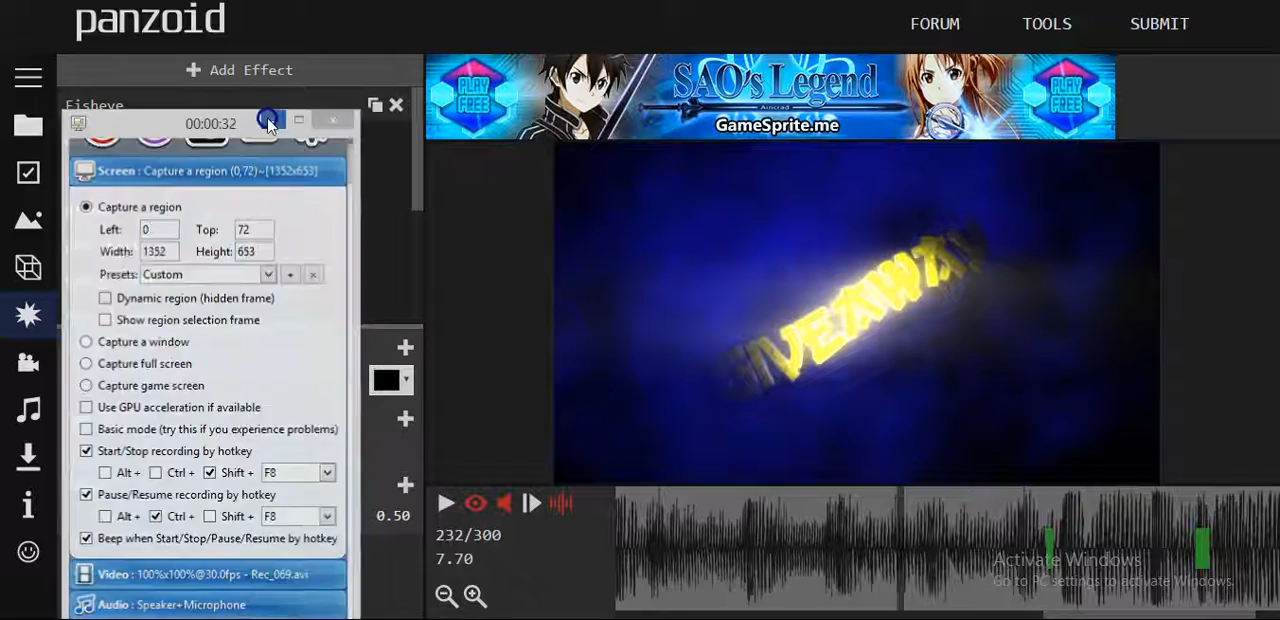 panzoid
FORUM
TOOLS
SUBMIT
Add Effect
Fisheye
PLAY FREE
SAO's Legend
Aincrad
GameSprite.me
PLAY FREE
00:00:32
Screen : Capture a region (0,72)~[1352x653]
Capture a region
Left: 0 Top: 72
Width: 1352 Height: 653
Presets: Custom
Dynamic region (hidden frame)
Show region selection frame
Capture a window
Capture full screen
Capture game screen
Use GPU acceleration if available
Basic mode (try this if you experience problems)
Start/Stop recording by hotkey
Alt + Ctrl + Shift + F8
Pause/Resume recording by hotkey
Alt + Ctrl + Shift + F8
Beep when Start/Stop/Pause/Resume by hotkey
Video : 100%x100%@30.0fps - Rec_069.avi
Audio : Speaker+Microphone
0.50
232/300
7.70
Activate Windows
Go to PC settings to activate Windows.